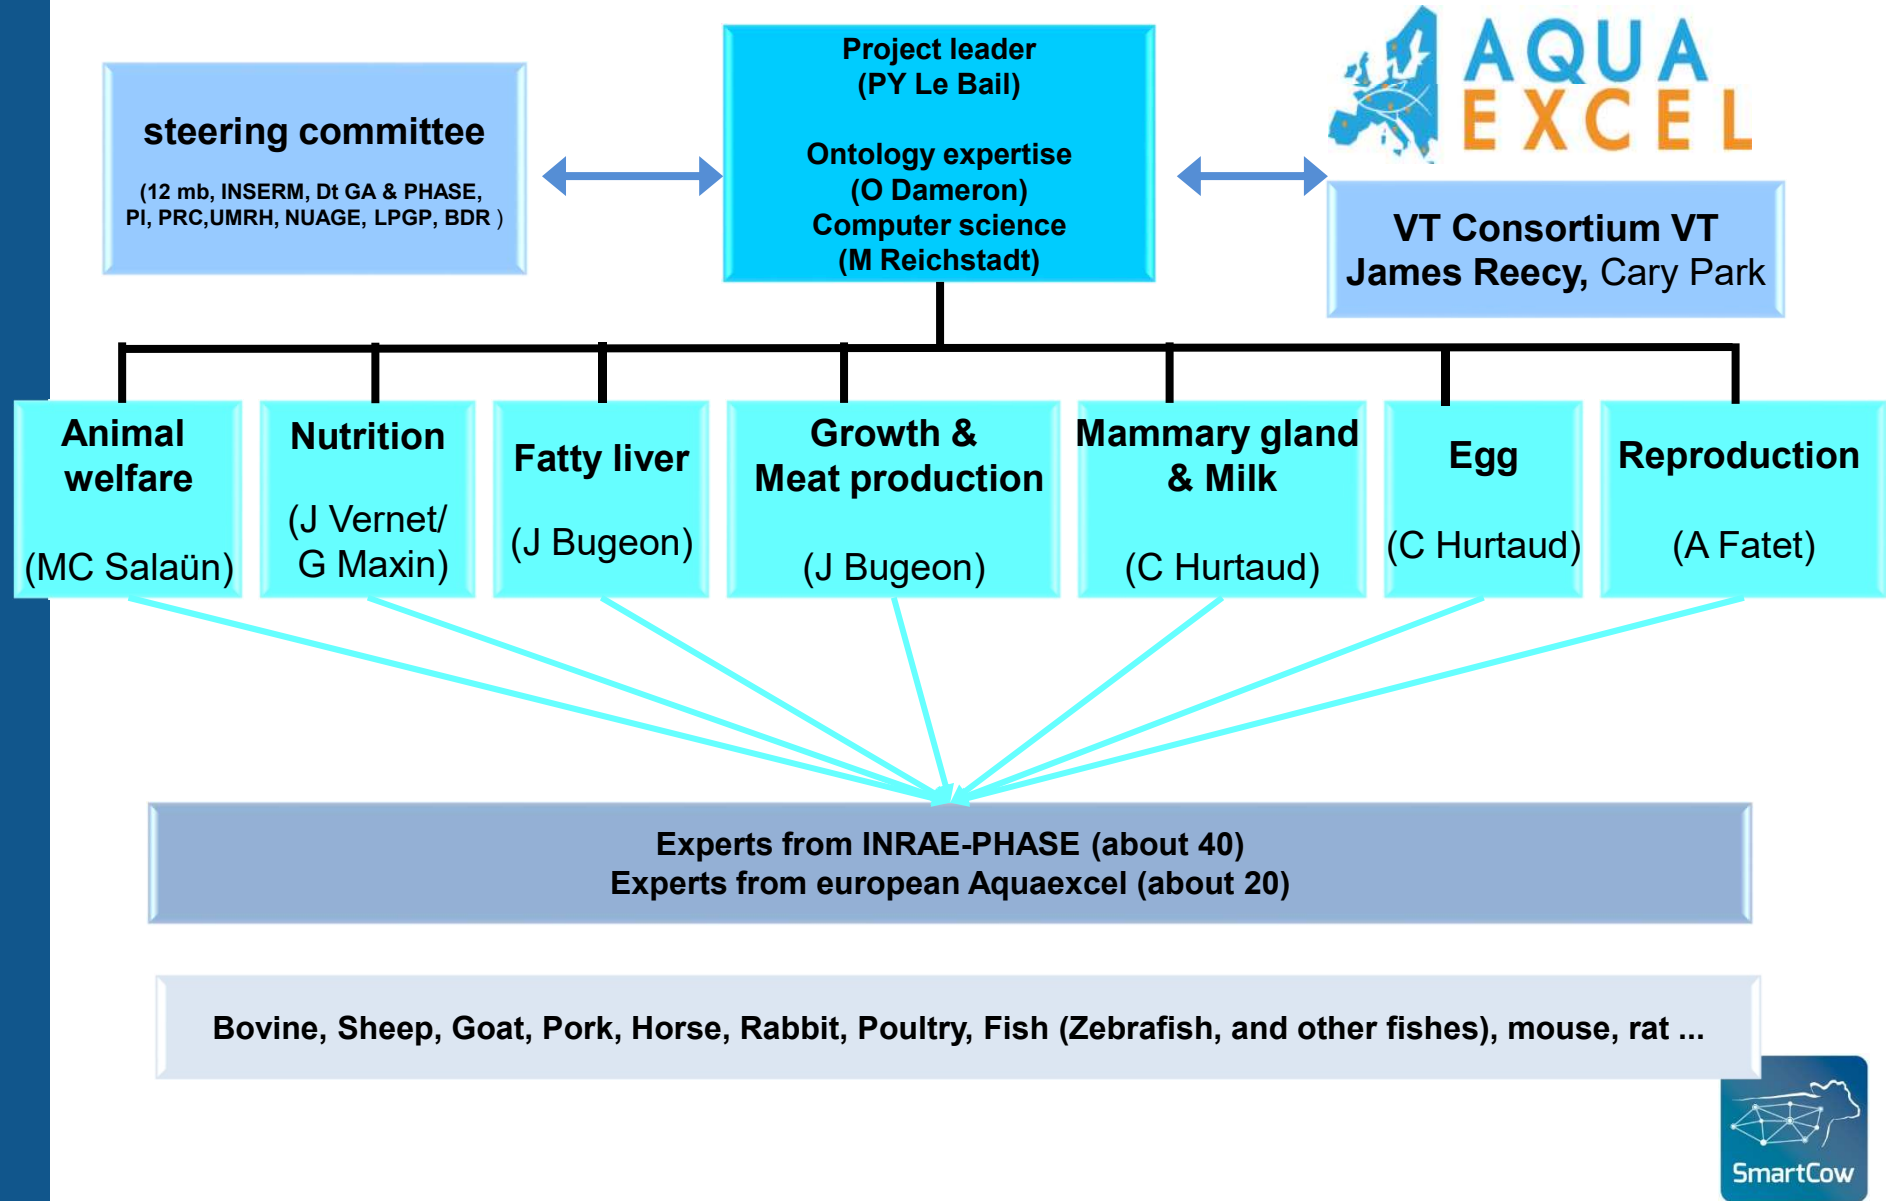 Project leader
(PY Le Bail)
Ontology expertise
(O Dameron)
Computer science
(M Reichstadt)
steering committee
(12 mb, INSERM, Dt GA & PHASE,
PI, PRC,UMRH, NUAGE, LPGP, BDR )
AQUA
EXCEL
VT Consortium VT
James Reecy, Cary Park
Animal
welfare
(MC Salaün)
Nutrition
(J Vernet/
G Maxin)
Fatty liver
(J Bugeon)
Growth &
Meat production
(J Bugeon)
Mammary gland
& Milk
(C Hurtaud)
Egg
(C Hurtaud)
Reproduction
(A Fatet)
Experts from INRAE-PHASE (about 40)
Experts from european Aquaexcel (about 20)
Bovine, Sheep, Goat, Pork, Horse, Rabbit, Poultry, Fish (Zebrafish, and other fishes), mouse, rat ...
SmartCow